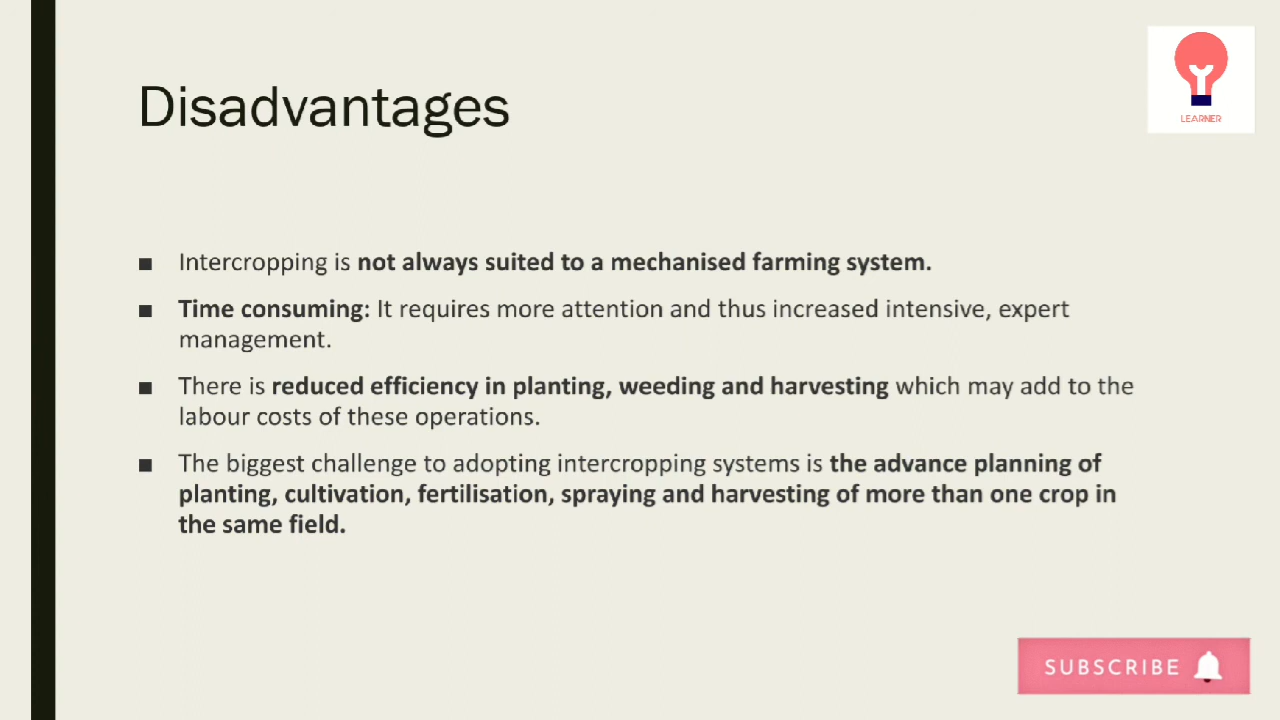 LEARNER
Disadvantages
■ Intercropping is not always suited to a mechanised farming system.
■ Time consuming: It requires more attention and thus increased intensive, expert
management.
■ There is reduced efficiency in planting, weeding and harvesting which may add to the
labour costs of these operations.
■ The biggest challenge to adopting intercropping systems is the advance planning of
planting, cultivation, fertilisation, spraying and harvesting of more than one crop in
the same field.
SUBSCRIBE